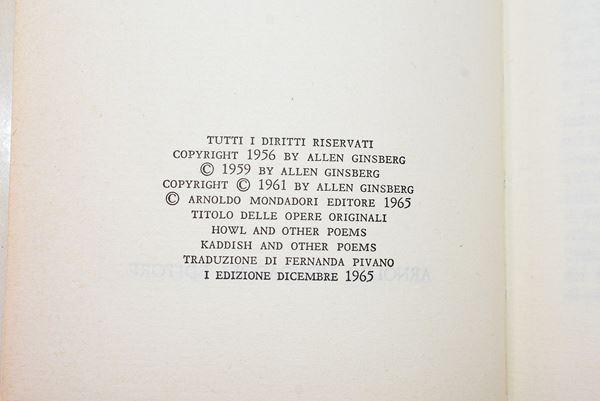 TUTTI I DIRITTI RISERVATI
COPYRIGHT 1956 BY ALLEN GINSBERG
© 1959 BY ALLEN GINSBERG
COPYRIGHT © 1961 BY ALLEN GINSBERG
© ARNOLDO MONDADORI EDITORE 1965
TITOLO DELLE OPERE ORIGINALI
HOWL AND OTHER POEMS
KADDISH AND OTHER POEMS
TRADUZIONE DI FERNANDA PIVANO
I EDIZIONE DICEMBRE 1965